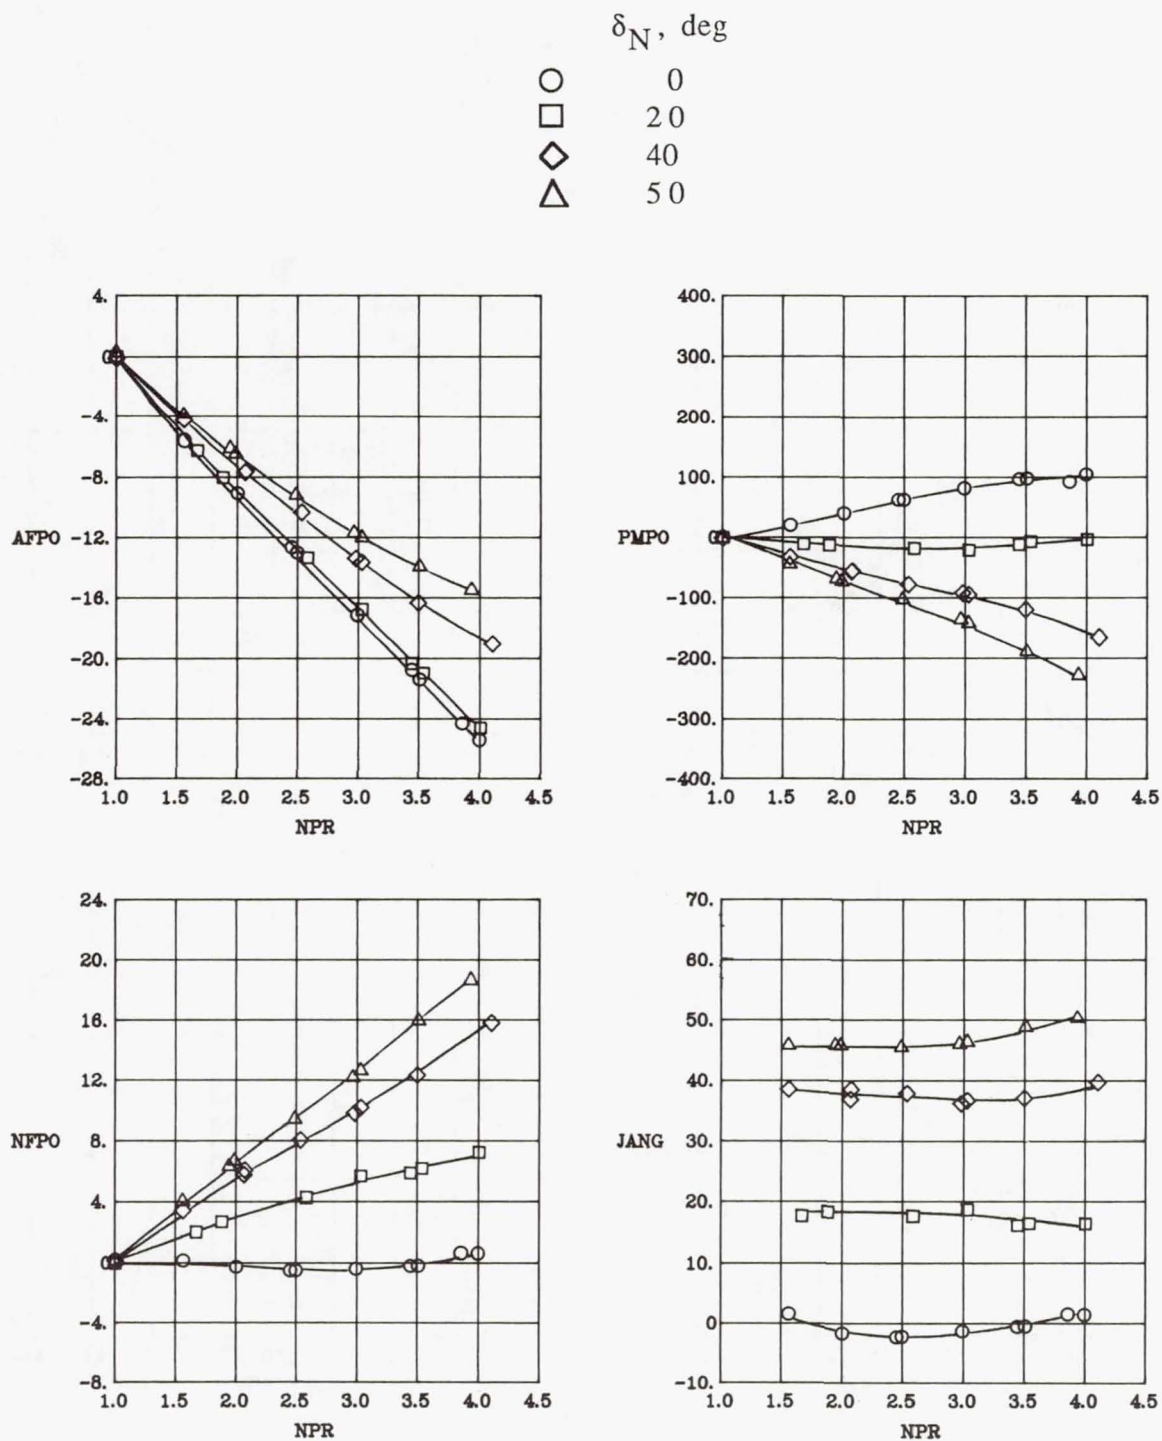 δN, deg
0
20
40
50
4.
0
-4.
-8.
AFPO -12.
-16.
-20.
-24.
-28.
1.0 1.5 2.0 2.5 3.0 3.5 4.0 4.5
NPR
400.
300.
200.
100.
PMPO 0
-100.
-200.
-300.
-400.
1.0 1.5 2.0 2.5 3.0 3.5 4.0 4.5
NPR
24.
20.
16.
12.
NFPO 8.
4.
0
-4.
-8.
1.0 1.5 2.0 2.5 3.0 3.5 4.0 4.5
NPR
70.
60.
50.
40.
JANG 30.
20.
10.
0
-10.
1.0 1.5 2.0 2.5 3.0 3.5 4.0 4.5
NPR